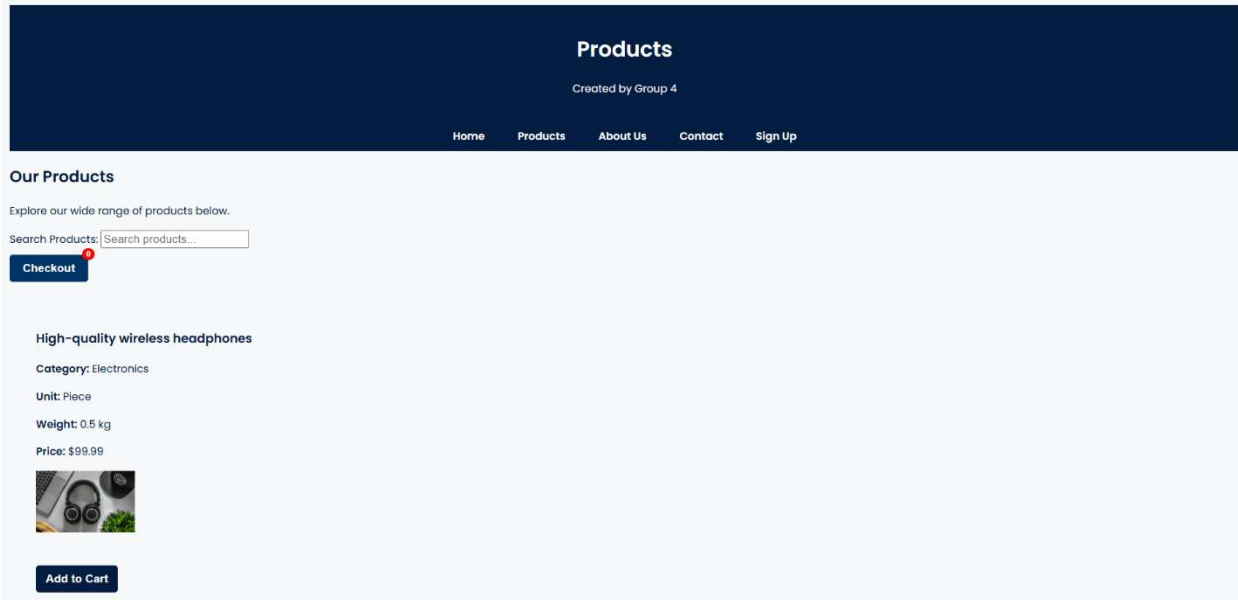 Products
Created by Group 4
Home Products About Us Contact Sign Up
Our Products
Explore our wide range of products below.
Search Products: Search products...
0
Checkout
High-quality wireless headphones
Category: Electronics
Unit: Piece
Weight: 0.5 kg
Price: $99.99
Add to Cart